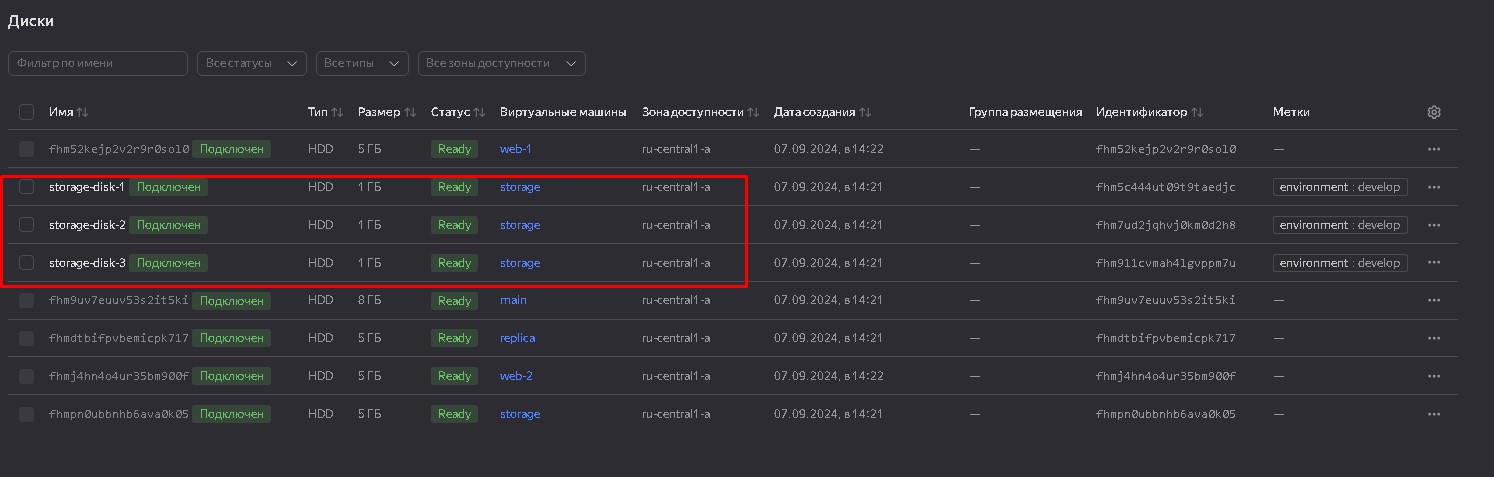 Диски
Фильтр по имени Все статусы Все типы Все зоны доступности
Имя Тип Размер Статус Виртуальные машины Зона доступности Дата создания Группа размещения Идентификатор Метки
fhm52kejp2v2r9r0sol0 Подключен HDD 5 ГБ Ready web-1 ru-central1-a 07.09.2024, в 14:22 — fhm52kejp2v2r9r0sol0 —
storage-disk-1 Подключен HDD 1 ГБ Ready storage ru-central1-a 07.09.2024, в 14:21 — fhm5c444ut09t9taedjc environment : develop
storage-disk-2 Подключен HDD 1 ГБ Ready storage ru-central1-a 07.09.2024, в 14:21 — fhm7ud2jqhvj0km0d2h8 environment : develop
storage-disk-3 Подключен HDD 1 ГБ Ready storage ru-central1-a 07.09.2024, в 14:21 — fhm911cvmah4lgvppm7u environment : develop
fhm9uv7euuv53s2it5ki Подключен HDD 8 ГБ Ready main ru-central1-a 07.09.2024, в 14:21 — fhm9uv7euuv53s2it5ki —
fhmdtbifpvbemicpk717 Подключен HDD 5 ГБ Ready replica ru-central1-a 07.09.2024, в 14:21 — fhmdtbifpvbemicpk717 —
fhmj4hn4o4ur35bm900f Подключен HDD 5 ГБ Ready web-2 ru-central1-a 07.09.2024, в 14:22 — fhmj4hn4o4ur35bm900f —
fhmpn0ubbnhb6ava0k05 Подключен HDD 5 ГБ Ready storage ru-central1-a 07.09.2024, в 14:21 — fhmpn0ubbnhb6ava0k05 —